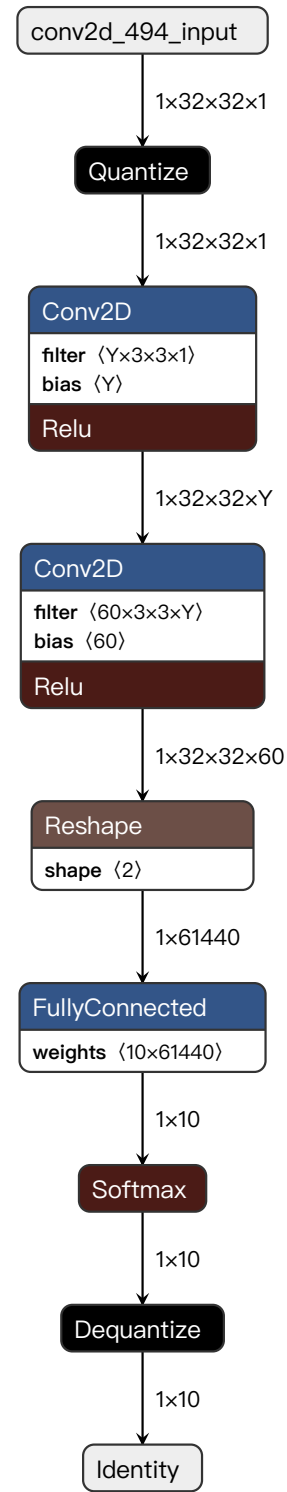 conv2d_494_input
1×32×32×1
Quantize
1×32×32×1
Conv2D
filter ⟨Y×3×3×1⟩
bias ⟨Y⟩
Relu
1×32×32×Y
Conv2D
filter ⟨60×3×3×Y⟩
bias ⟨60⟩
Relu
1×32×32×60
Reshape
shape ⟨2⟩
1×61440
FullyConnected
weights ⟨10×61440⟩
1×10
Softmax
1×10
Dequantize
1×10
Identity